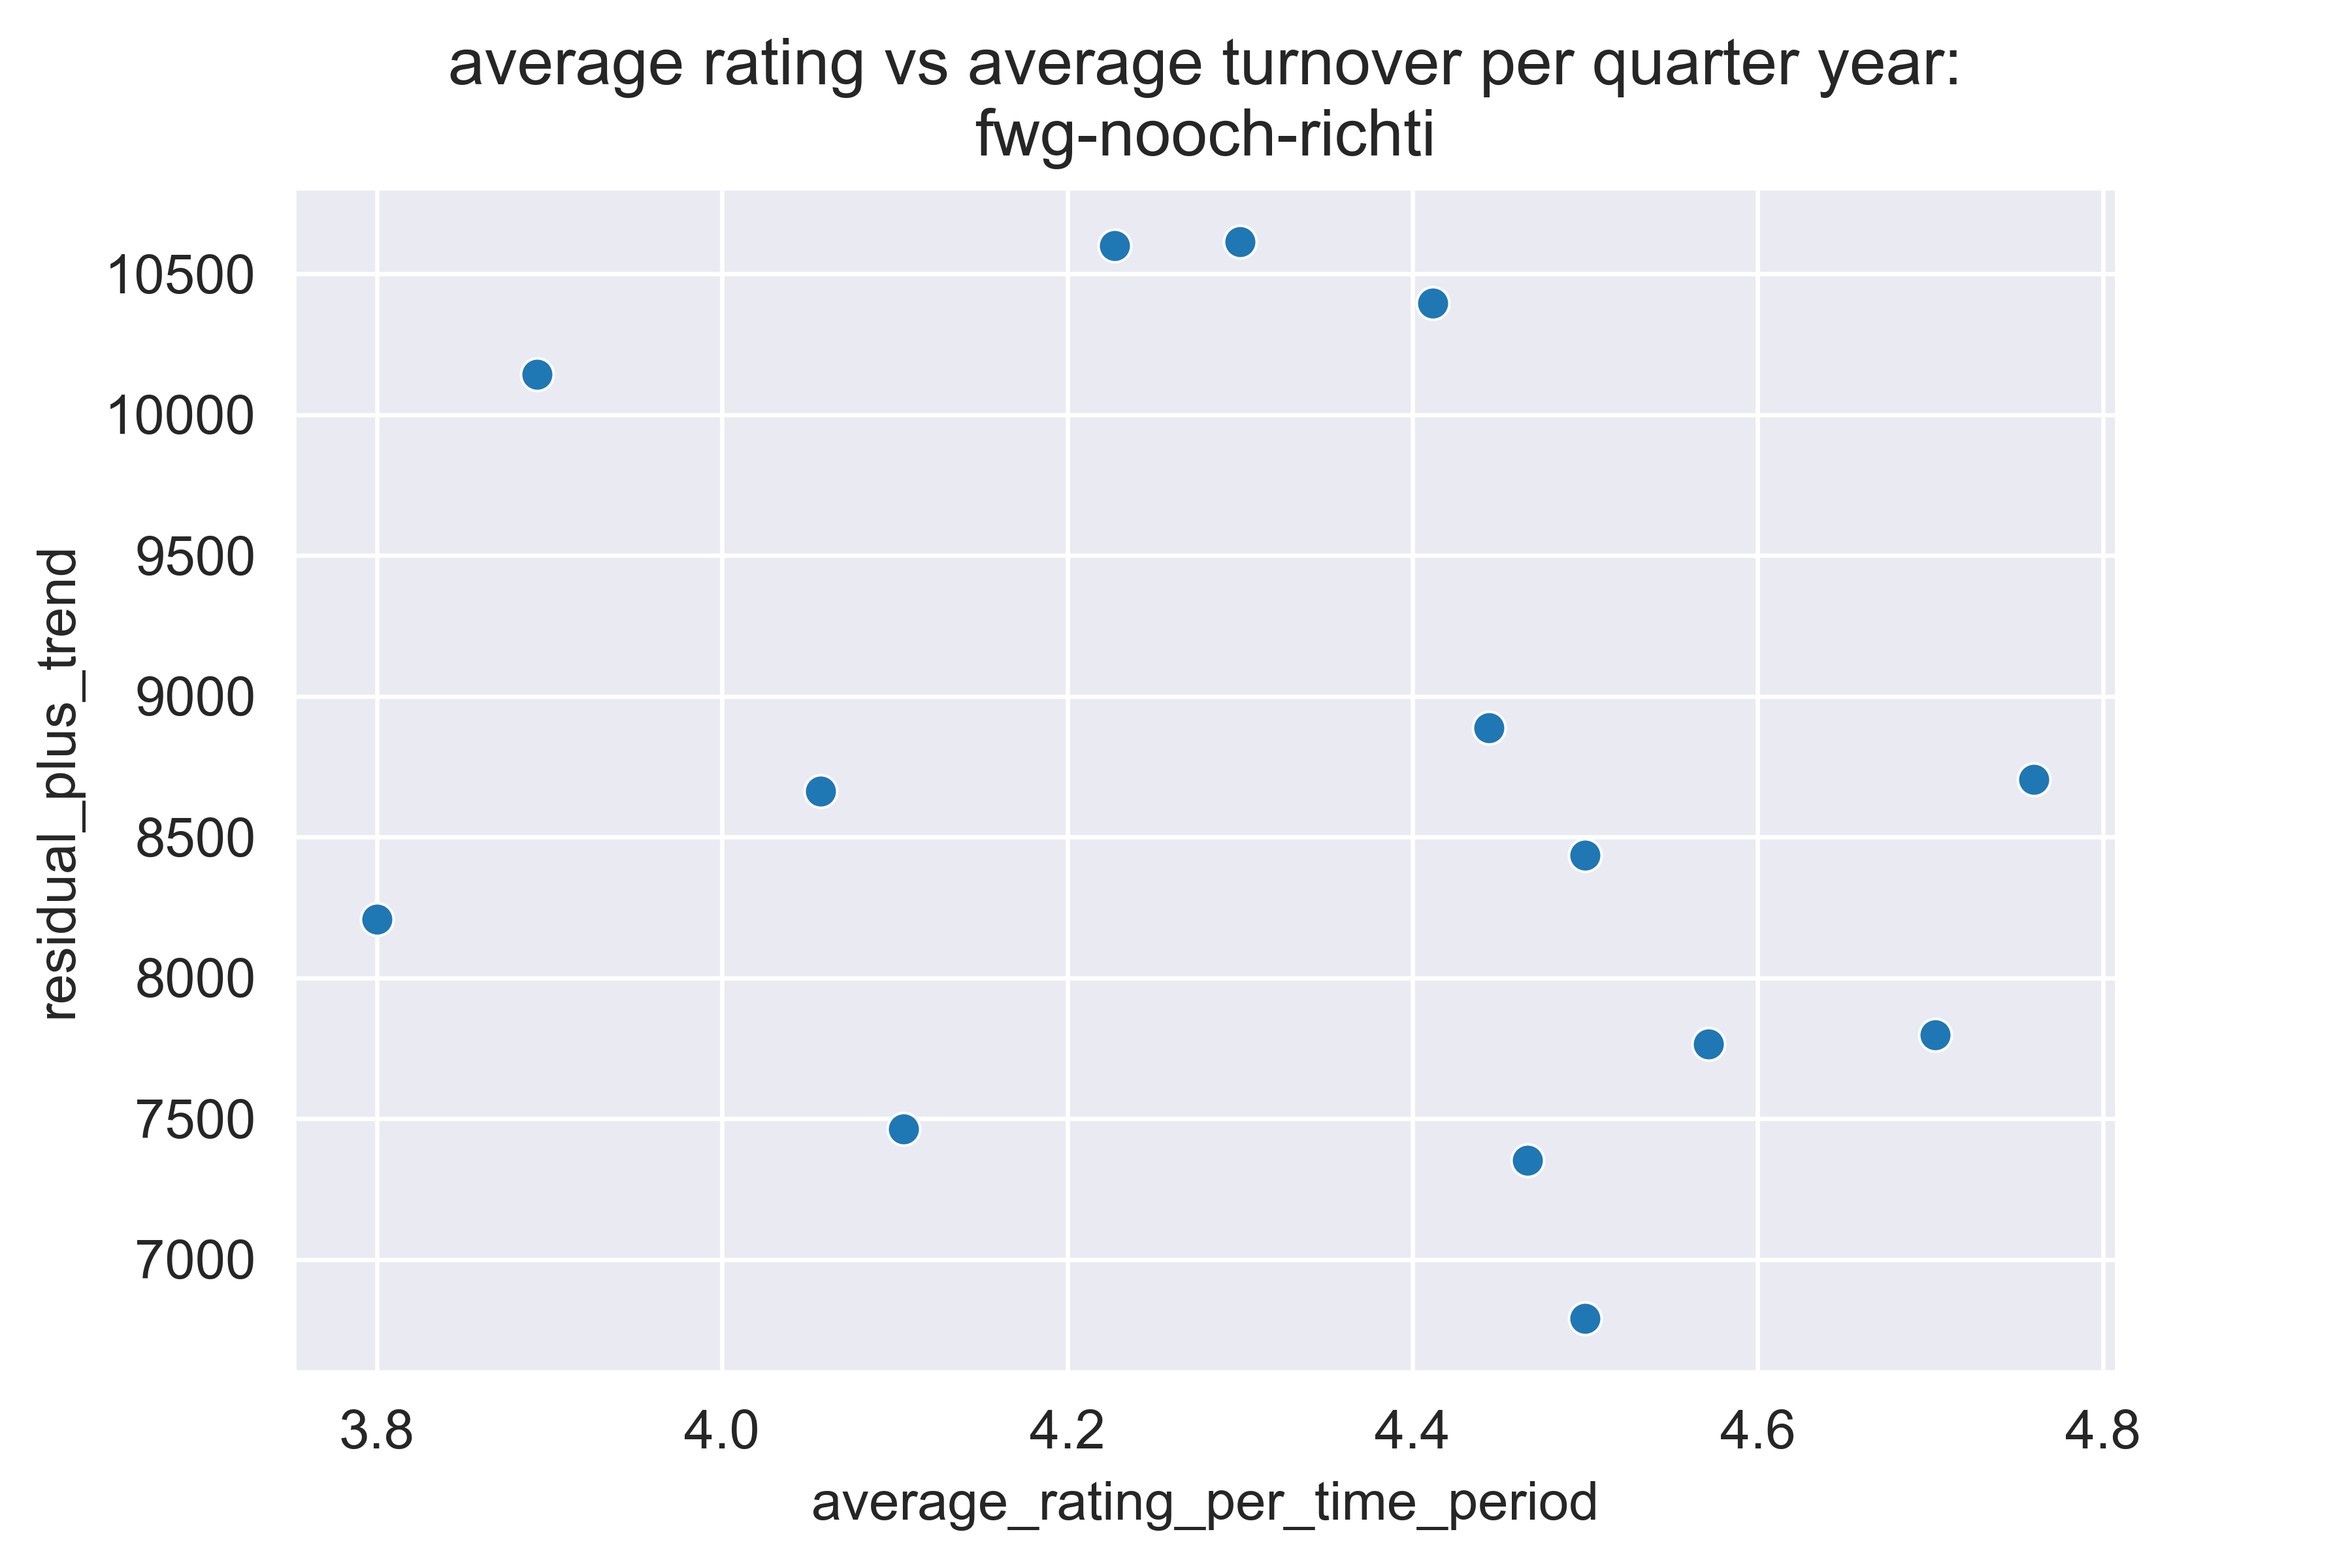 average rating vs average turnover per quarter year:
fwg-nooch-richti
10500
10000
9500
9000
8500
8000
7500
7000
residual_plus_trend
3.8 4.0 4.2 4.4 4.6 4.8
average_rating_per_time_period